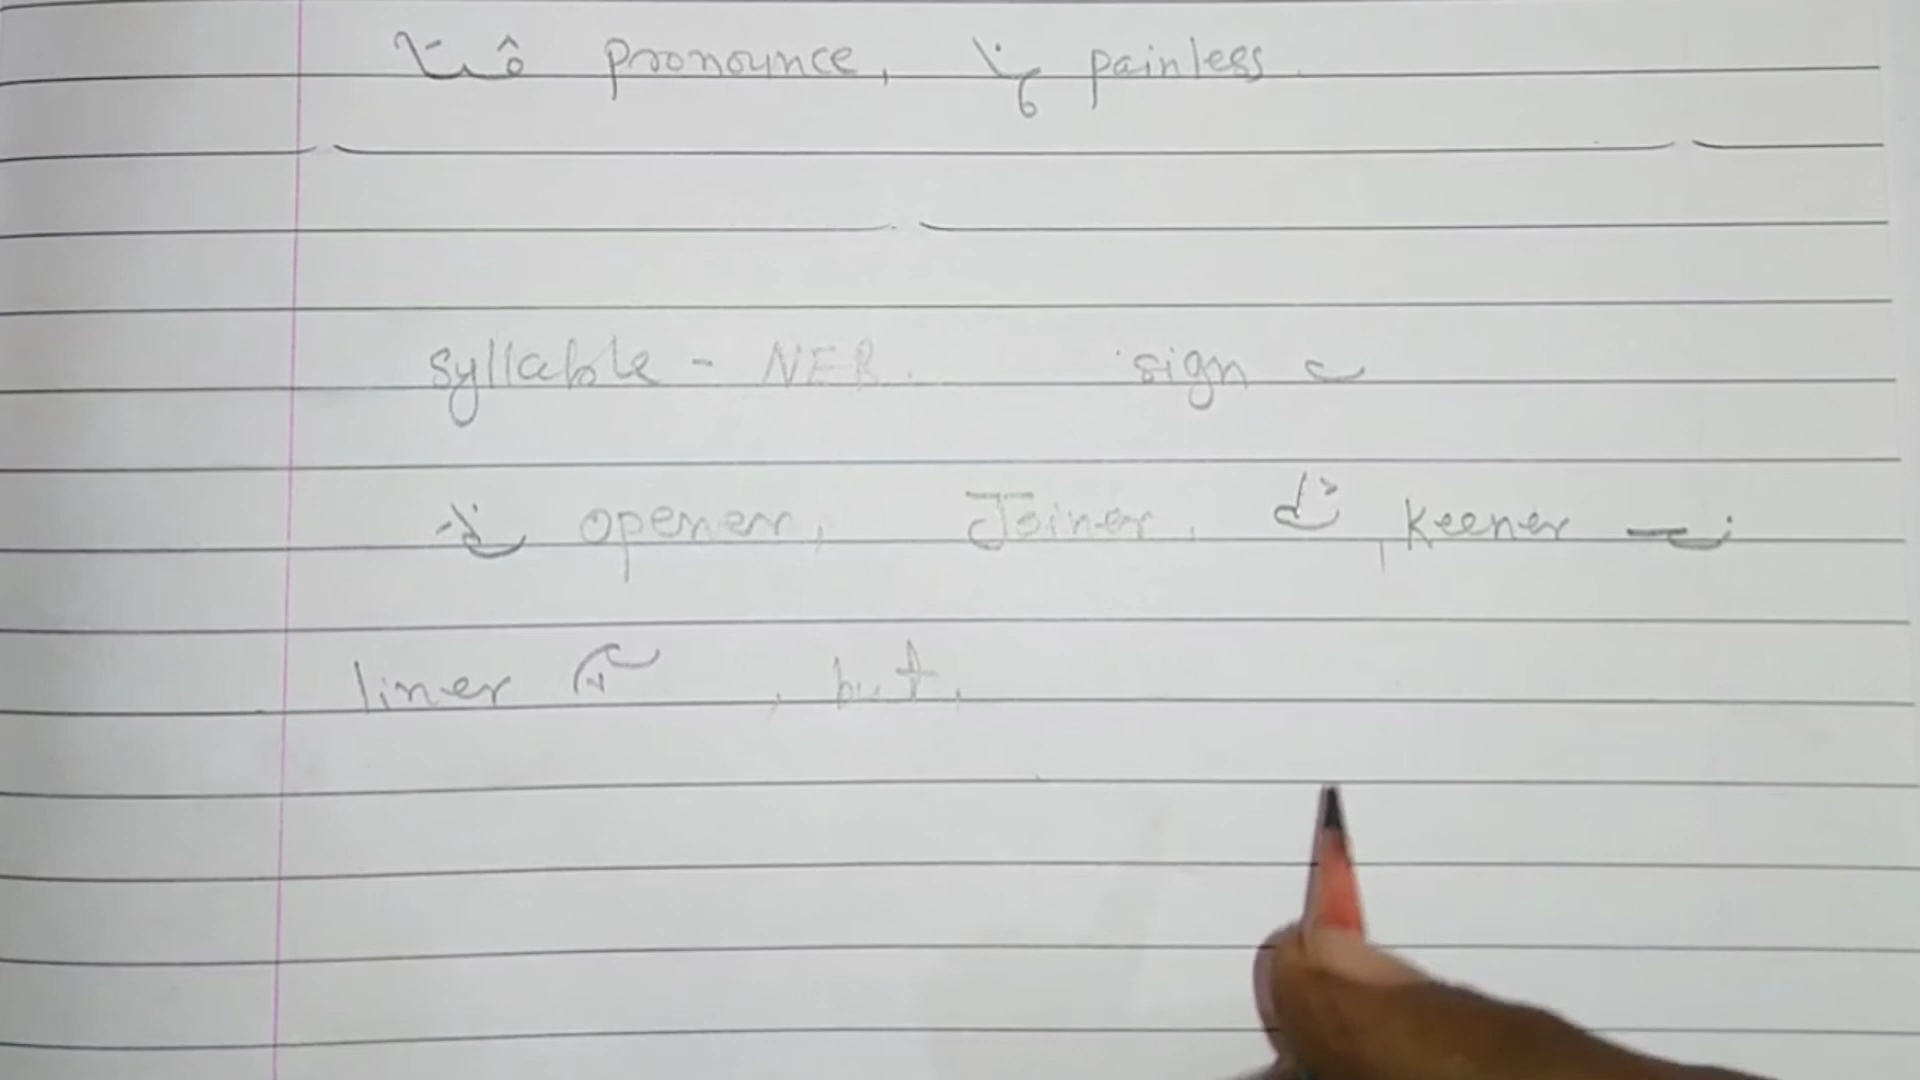 pronounce, painless
syllable - NER. sign
opener, Joiner, , keener
liner , but,